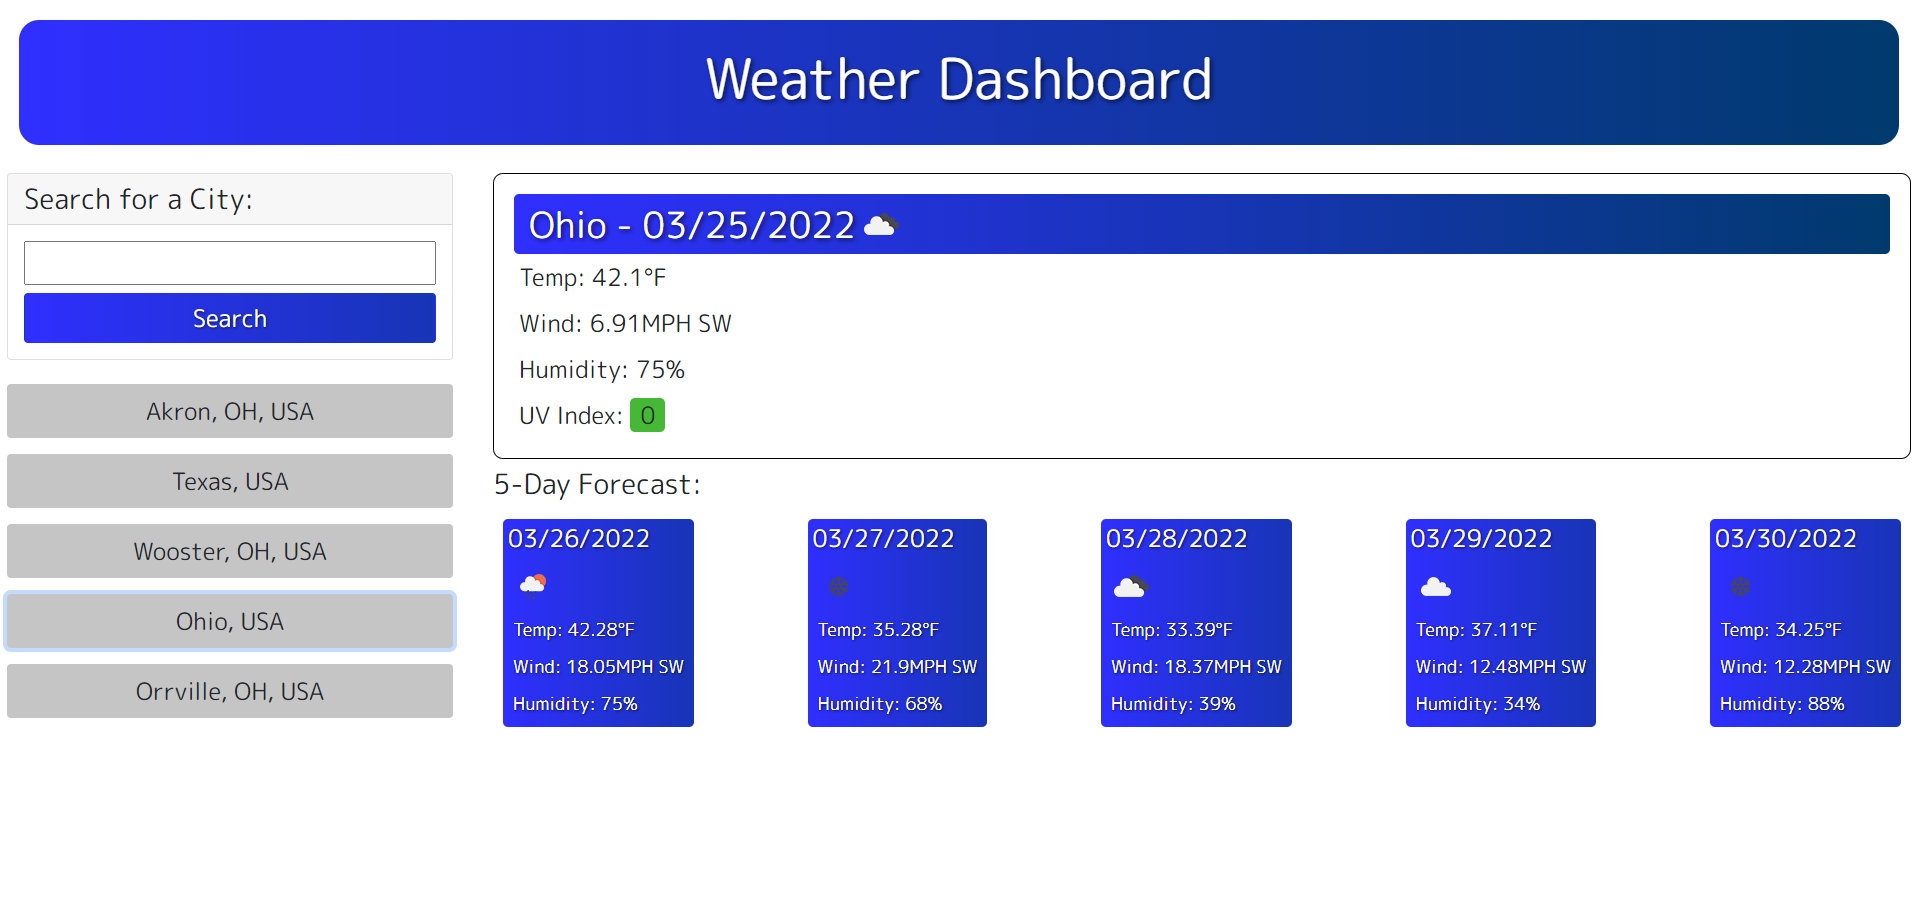 Weather Dashboard
Search for a City:
Search
Akron, OH, USA
Texas, USA
Wooster, OH, USA
Ohio, USA
Orrville, OH, USA
Ohio - 03/25/2022
Temp: 42.1°F
Wind: 6.91MPH SW
Humidity: 75%
UV Index: 0
5-Day Forecast:
03/26/2022
Temp: 42.28°F
Wind: 18.05MPH SW
Humidity: 75%
03/27/2022
Temp: 35.28°F
Wind: 21.9MPH SW
Humidity: 68%
03/28/2022
Temp: 33.39°F
Wind: 18.37MPH SW
Humidity: 39%
03/29/2022
Temp: 37.11°F
Wind: 12.48MPH SW
Humidity: 34%
03/30/2022
Temp: 34.25°F
Wind: 12.28MPH SW
Humidity: 88%